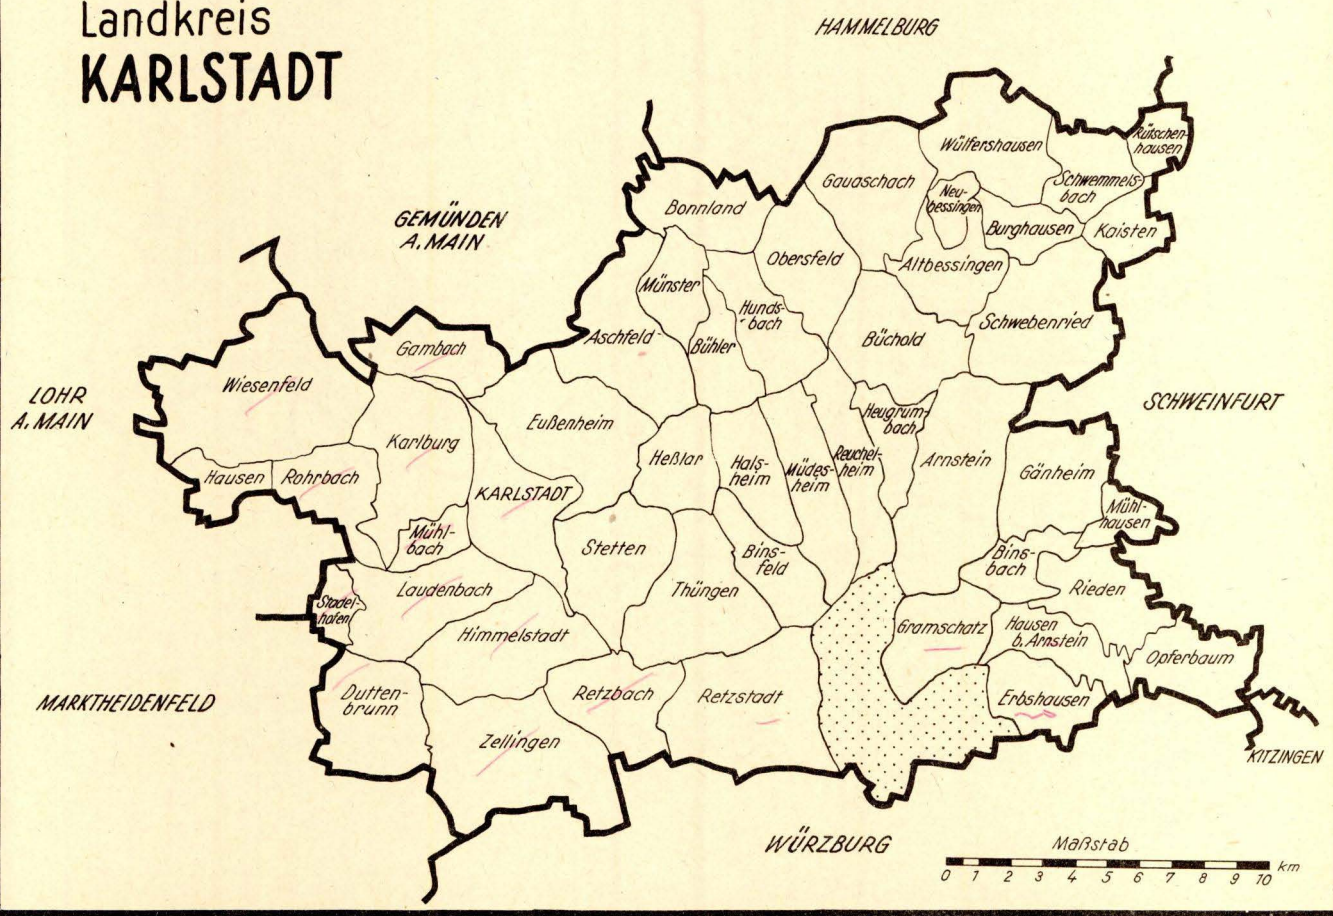 Landkreis
KARLSTADT
HAMMELBURG
GEMÜNDEN
A. MAIN
LOHR
A. MAIN
MARKTHEIDENFELD
SCHWEINFURT
KITZINGEN
WÜRZBURG
Rütschen-
hausen
Wülfershausen
Schwemmels-
bach
Gauaschach
Neu-
bessingen
Bonnland
Burghausen
Kaisten
Obersfeld
Altbessingen
Münster
Hunds-
bach
Schwebenried
Aschfeld
Bühler
Büchold
Gambach
Wiesenfeld
Eußenheim
Heugrum-
bach
Karlburg
Heßlar
Hals-
heim
Müdes-
heim
Reuchel-
heim
Arnstein
Gänheim
Hausen
Rohrbach
KARLSTADT
Mühl-
hausen
Mühl-
bach
Stetten
Binsfeld
Bins-
bach
Thüngen
Rieden
Laudenbach
Stadel-
hofen
Himmelstadt
Gramschatz
Hausen
b. Arnstein
Opferbaum
Dutten-
brunn
Retzbach
Retzstadt
Erbshausen
Zellingen
Maßstab
0 1 2 3 4 5 6 7 8 9 10 km